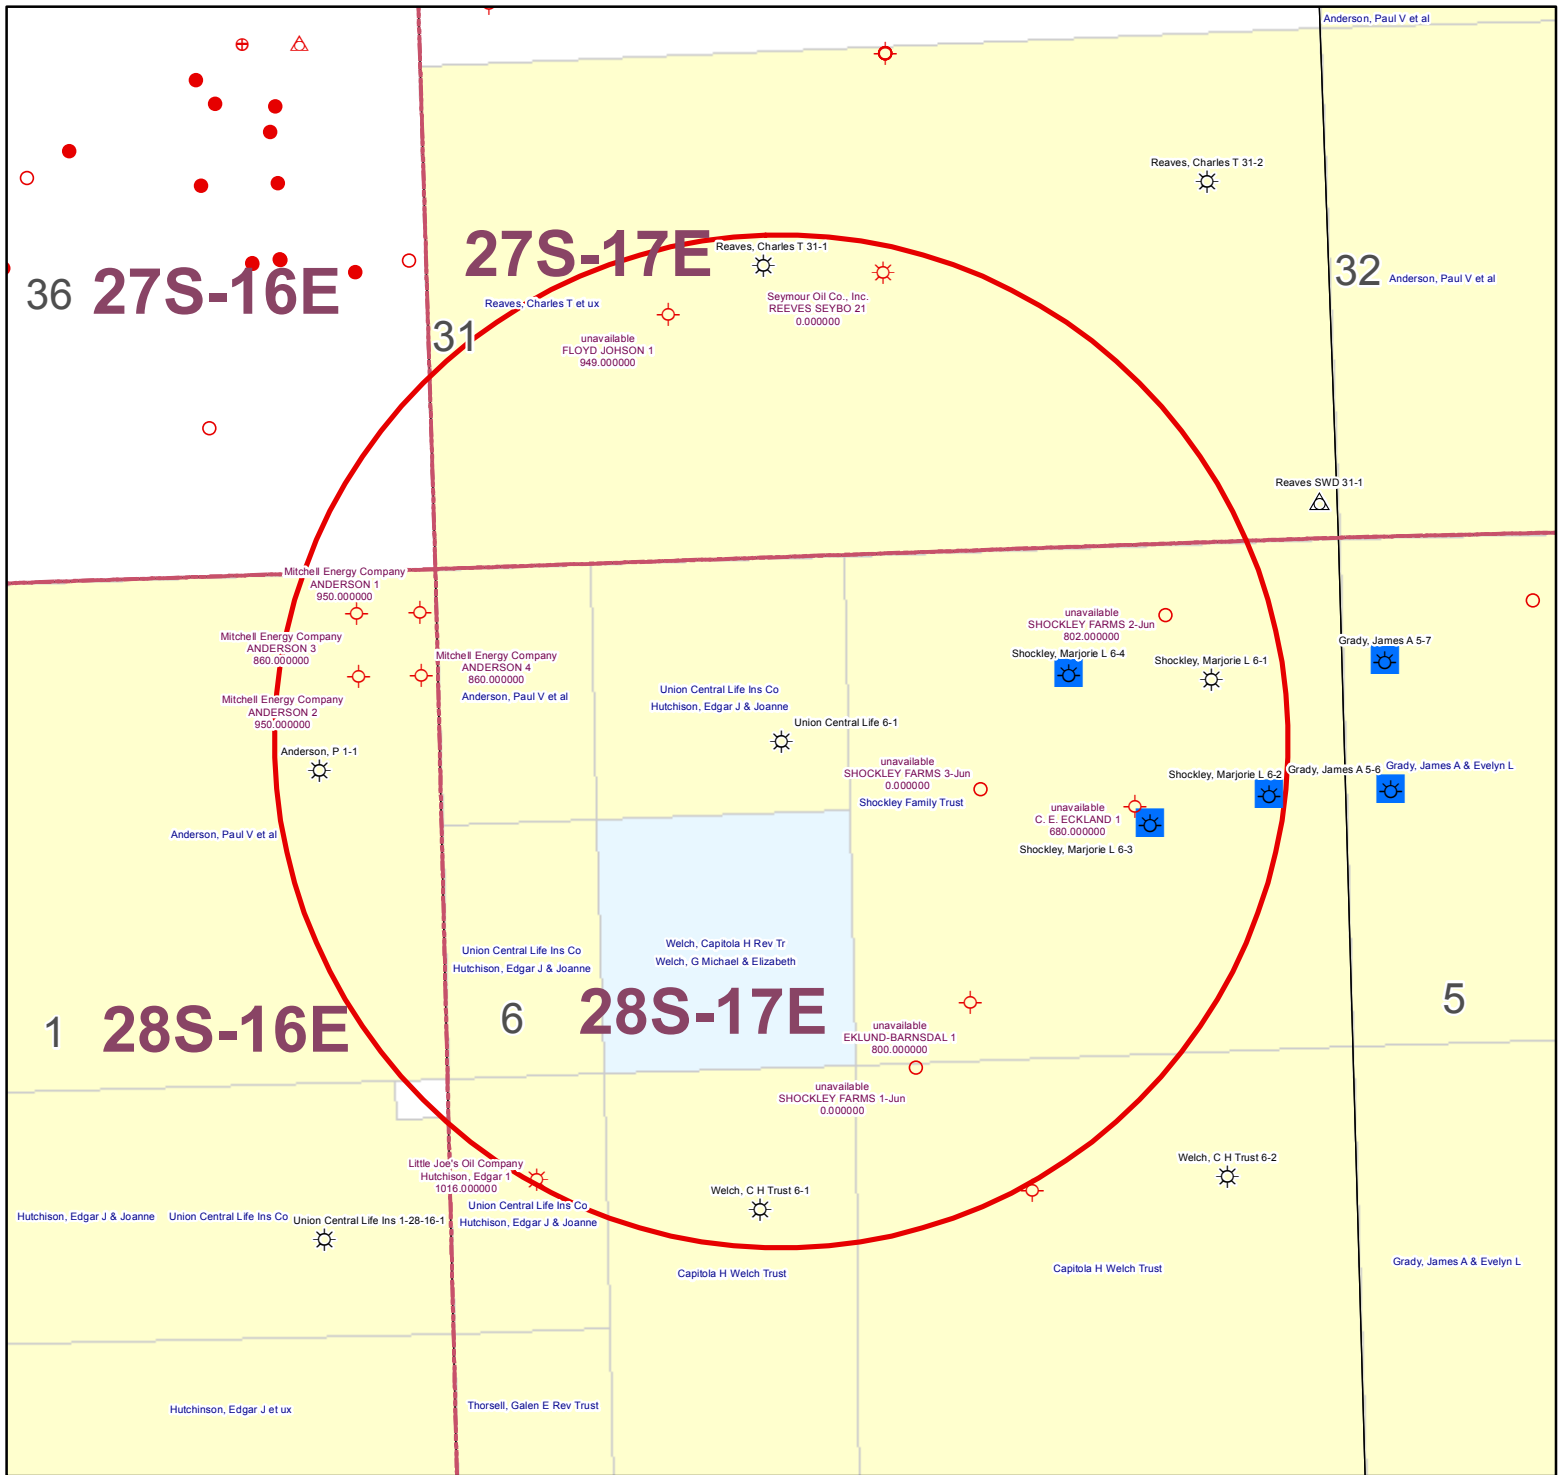 Anderson, Paul V et al
Reaves, Charles T 31-2
27S-17E
Reaves, Charles T 31-1
32
Anderson, Paul V et al
36
27S-16E
Reaves, Charles T et ux
Seymour Oil Co., Inc.
REEVES SEYBO 21
0.000000
31
unavailable
FLOYD JOHSON 1
949.000000
Reaves SWD 31-1
Mitchell Energy Company
ANDERSON 1
950.000000
unavailable
SHOCKLEY FARMS 2-Jun
802.000000
Mitchell Energy Company
ANDERSON 3
860.000000
Mitchell Energy Company
ANDERSON 4
860.000000
Anderson, Paul V et al
Shockley, Marjorie L 6-4
Shockley, Marjorie L 6-1
Grady, James A 5-7
Union Central Life Ins Co
Hutchison, Edgar J & Joanne
Mitchell Energy Company
ANDERSON 2
950.000000
Union Central Life 6-1
Anderson, P 1-1
unavailable
SHOCKLEY FARMS 3-Jun
0.000000
Shockley Family Trust
Shockley, Marjorie L 6-2
Grady, James A 5-6
Grady, James A & Evelyn L
unavailable
C. E. ECKLAND 1
680.000000
Anderson, Paul V et al
Shockley, Marjorie L 6-3
Union Central Life Ins Co
Hutchison, Edgar J & Joanne
Welch, Capitola H Rev Tr
Welch, G Michael & Elizabeth
1
28S-16E
6
28S-17E
5
unavailable
EKLUND-BARNSDAL 1
800.000000
unavailable
SHOCKLEY FARMS 1-Jun
0.000000
Little Joe's Oil Company
Hutchison, Edgar 1
1016.000000
Welch, C H Trust 6-1
Welch, C H Trust 6-2
Union Central Life Ins Co
Hutchison, Edgar J & Joanne
Hutchison, Edgar J & Joanne
Union Central Life Ins Co
Union Central Life Ins 1-28-16-1
Capitola H Welch Trust
Capitola H Welch Trust
Grady, James A & Evelyn L
Hutchinson, Edgar J et ux
Thorsell, Galen E Rev Trust